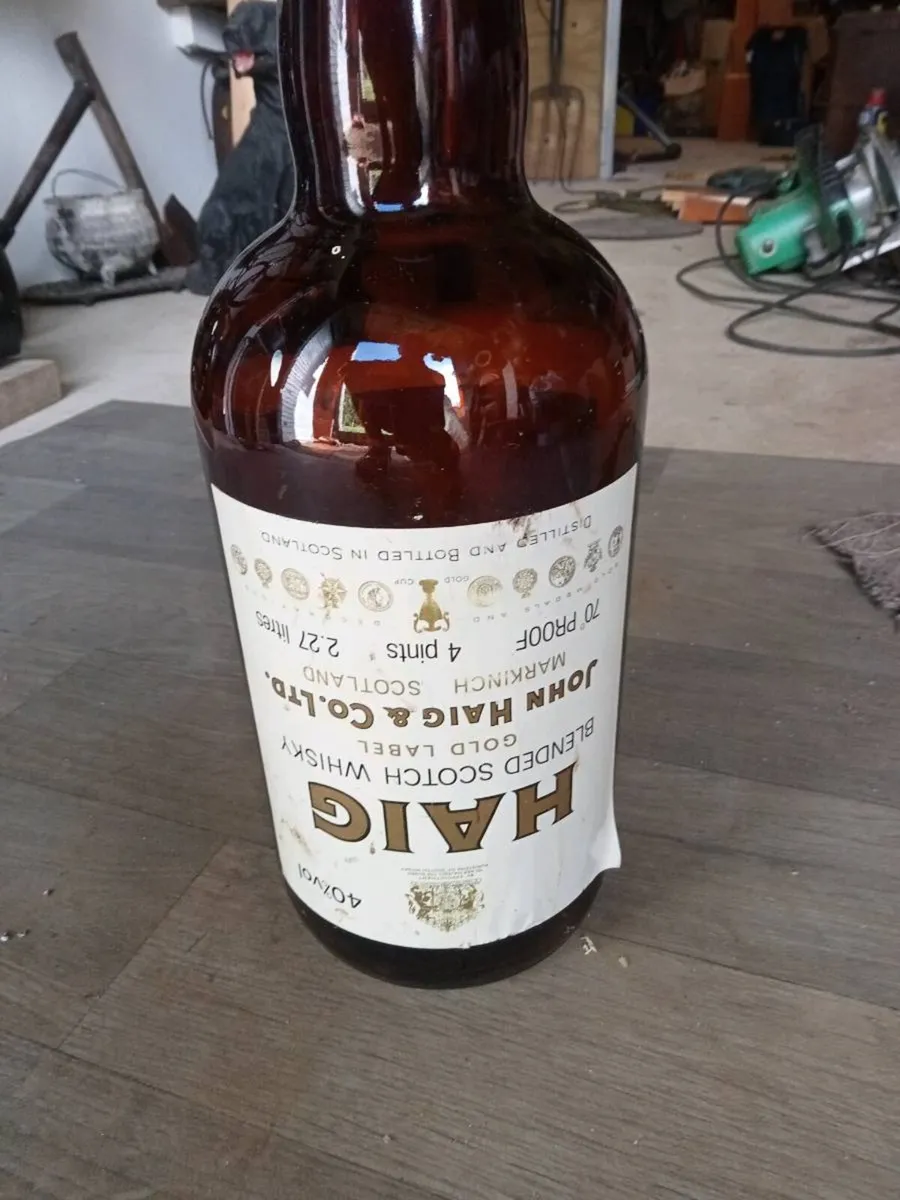 40%vol
HAIG
BLENDED SCOTCH WHISKY
GOLD LABEL
JOHN HAIG & CO. LTD.
MARKINCH SCOTLAND
70° PROOF 4 pints 2.27 litres
GOLD CUP
DISTILLED AND BOTTLED IN SCOTLAND